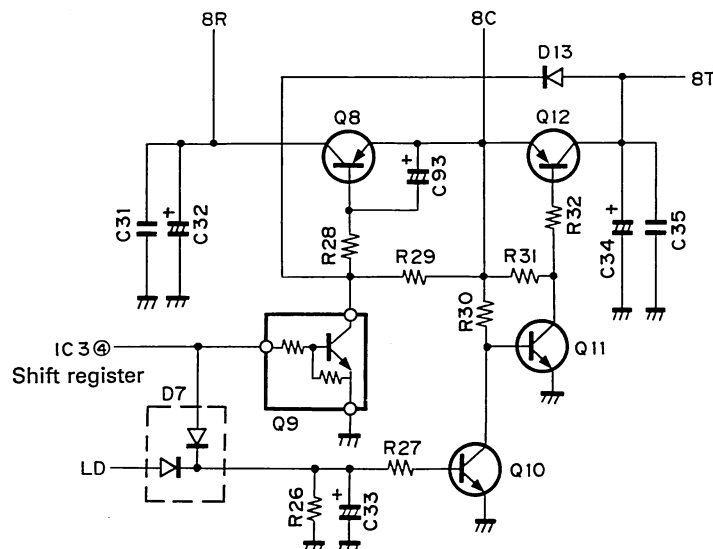 8R
8C
D13
8T
Q8
Q12
+
C93
R32
C31
+
C32
R28
R29
R31
+
C34
C35
R30
IC3④
Shift register
Q11
D7
Q9
LD
R27
Q10
R26
+
C33